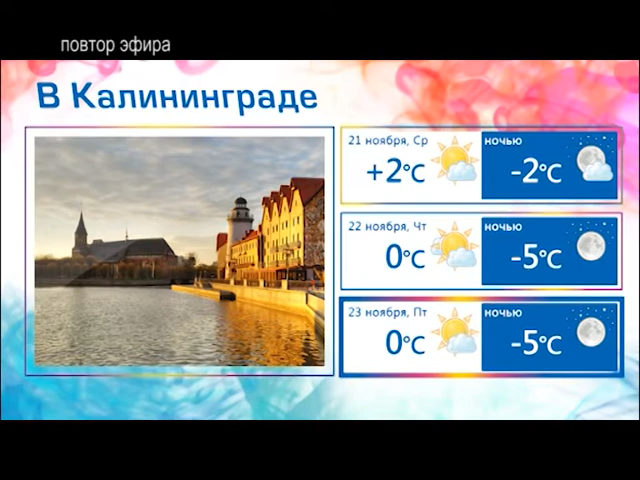 повтор эфира
В Калининграде
21 ноября, Ср
+2°C
ночью
-2°C
22 ноября, Чт
0°C
ночью
-5°C
23 ноября, Пт
0°C
ночью
-5°C